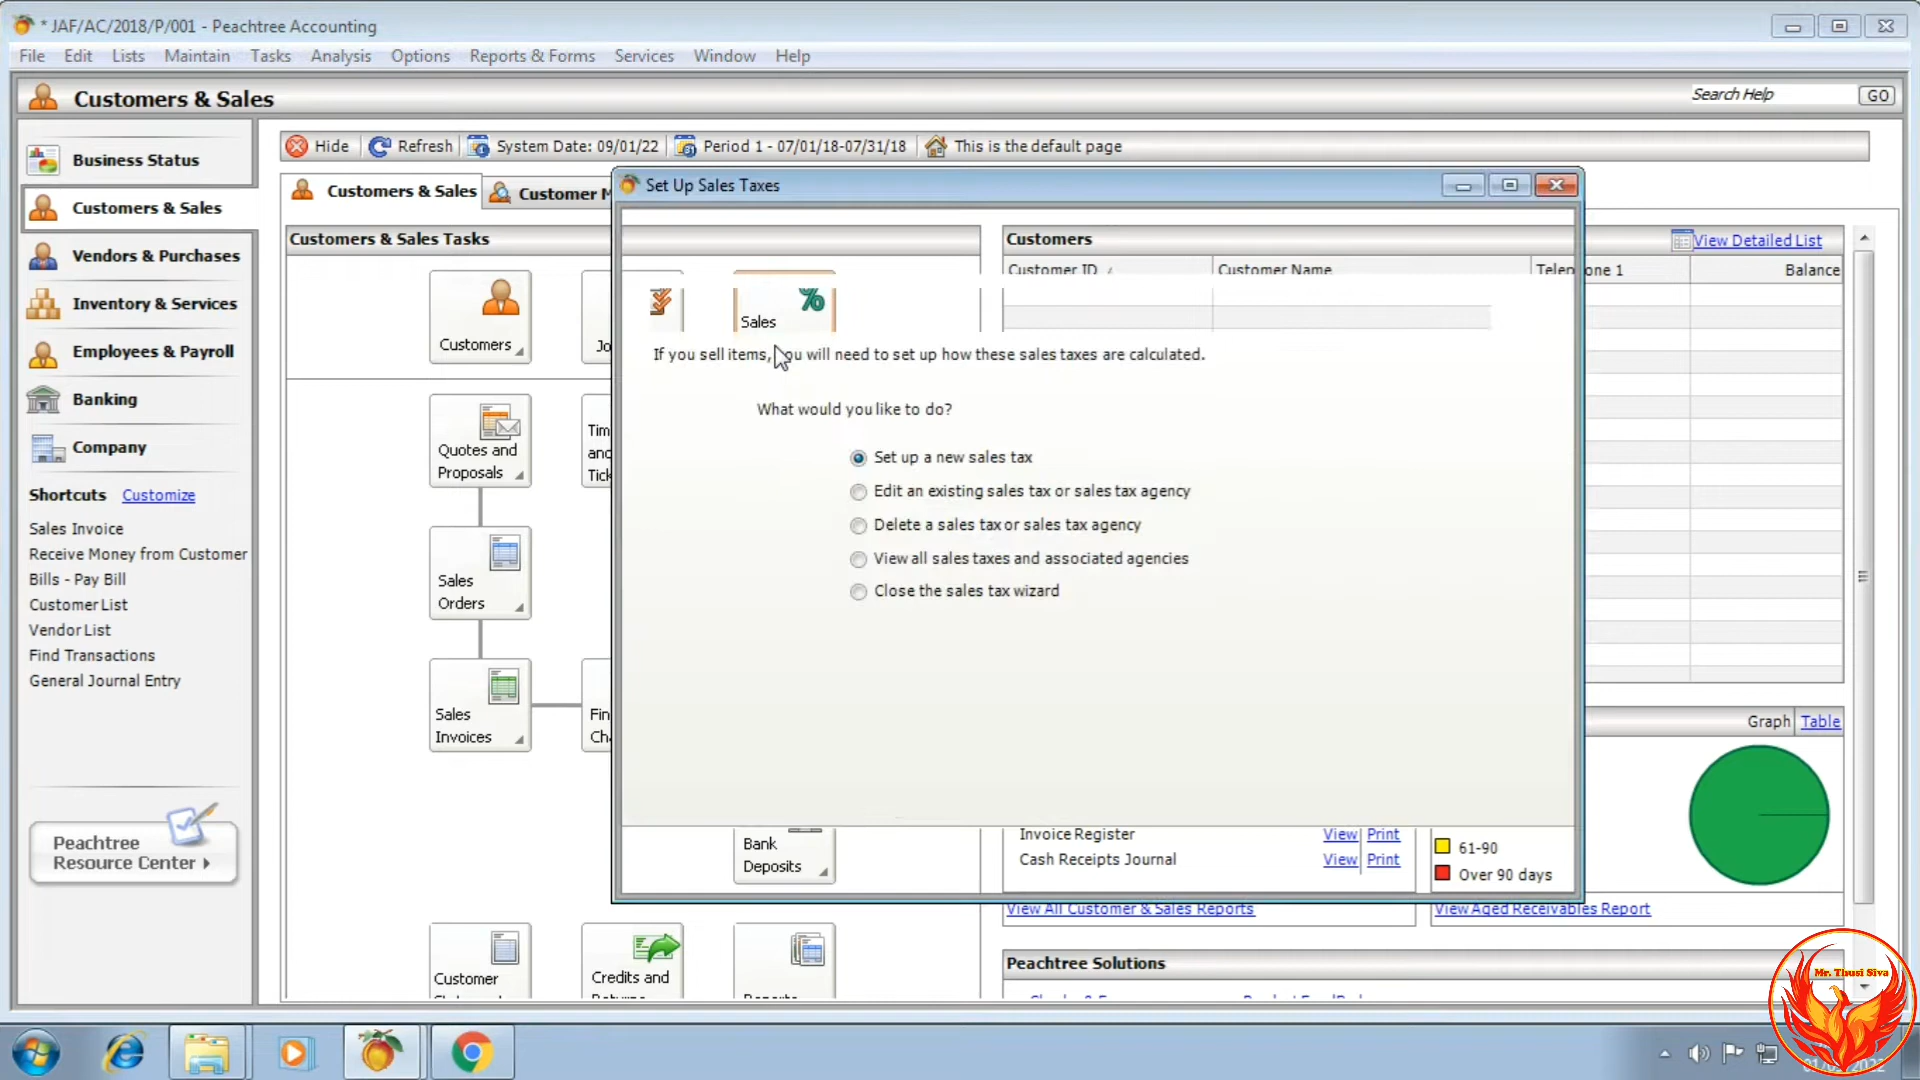 * JAF/AC/2018/P/001 - Peachtree Accounting
File Edit Lists Maintain Tasks Analysis Options Reports & Forms Services Window Help
Customers & Sales
Search Help
GO
Business Status
Customers & Sales
Vendors & Purchases
Inventory & Services
Employees & Payroll
Banking
Company
Shortcuts Customize
Sales Invoice
Receive Money from Customer
Bills - Pay Bill
Customer List
Vendor List
Find Transactions
General Journal Entry
Peachtree
Resource Center
Hide Refresh System Date: 09/01/22 Period 1 - 07/01/18-07/31/18 This is the default page
Customers & Sales
Customer M
Customers & Sales Tasks
Customers
Jo
Quotes and
Proposals
Tim
and
Tick
Sales
Orders
Sales
Invoices
Fin
Cha
Customer
Credits and
Set Up Sales Taxes
Customers
View Detailed List
Customer ID Customer Name Telephone 1 Balance
Sales
If you sell items, you will need to set up how these sales taxes are calculated.
What would you like to do?
Set up a new sales tax
Edit an existing sales tax or sales tax agency
Delete a sales tax or sales tax agency
View all sales taxes and associated agencies
Close the sales tax wizard
Bank
Deposits
Invoice Register View Print
Cash Receipts Journal View Print
61-90
Over 90 days
Graph Table
View All Customer & Sales Reports
View Aged Receivables Report
Peachtree Solutions
Mr. Thusi Siva